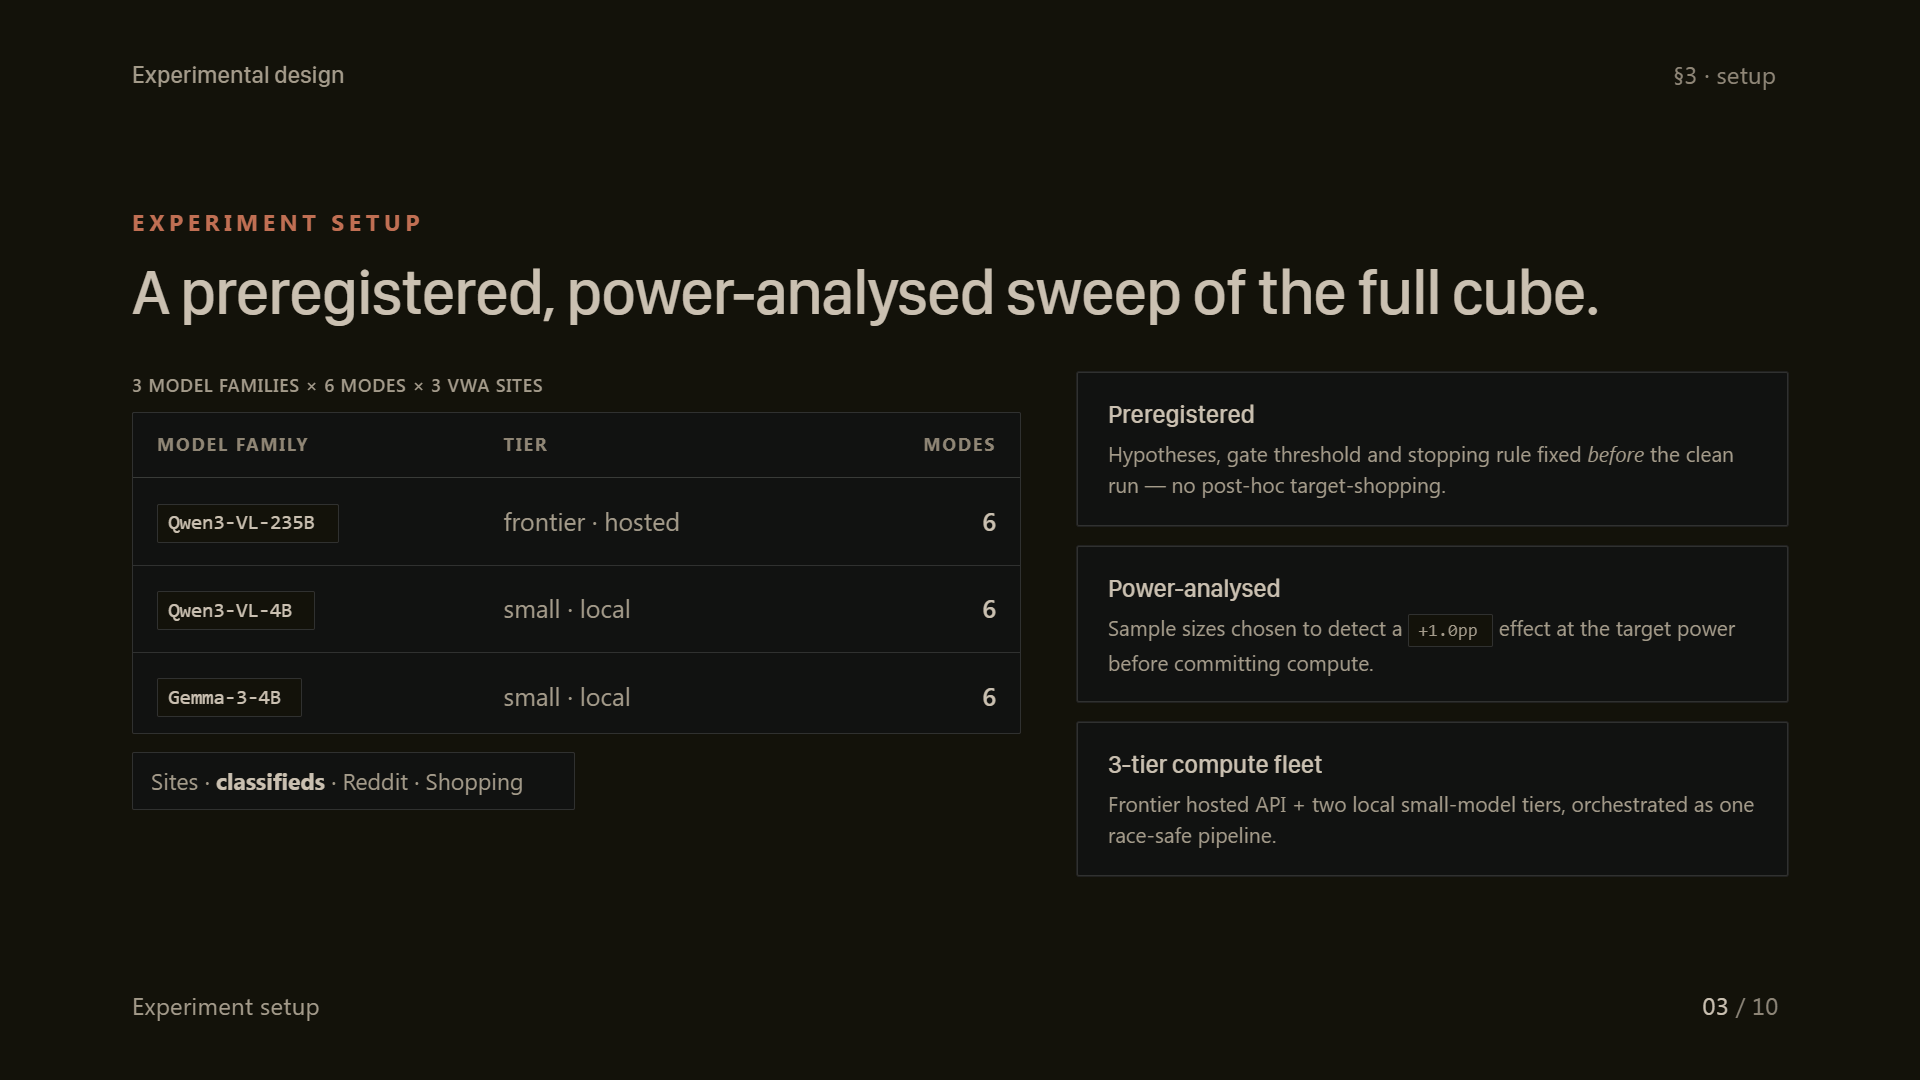 Experimental design
§3 · setup
EXPERIMENT SETUP
A preregistered, power-analysed sweep of the full cube.
3 MODEL FAMILIES × 6 MODES × 3 VWA SITES
MODEL FAMILY TIER MODES
Qwen3-VL-235B frontier · hosted 6
Qwen3-VL-4B small · local 6
Gemma-3-4B small · local 6
Sites · classifieds · Reddit · Shopping
Preregistered
Hypotheses, gate threshold and stopping rule fixed before the clean
run — no post-hoc target-shopping.
Power-analysed
Sample sizes chosen to detect a +1.0pp effect at the target power
before committing compute.
3-tier compute fleet
Frontier hosted API + two local small-model tiers, orchestrated as one
race-safe pipeline.
Experiment setup
03 / 10